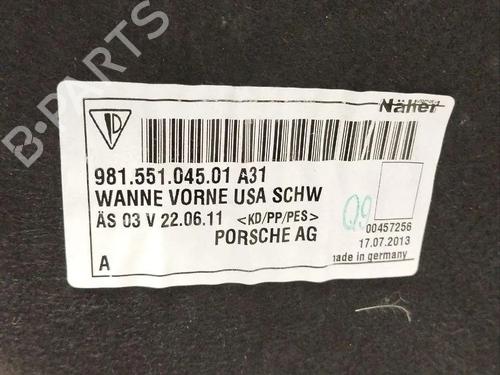 B-PARTS
Näher
D
981.551.045.01 A31
WANNE VORNE USA SCHW
ÄS 03 V 22.06.11 <KD/PP/PES>
Q9
00457256
PORSCHE AG
17.07.2013
A
made in germany